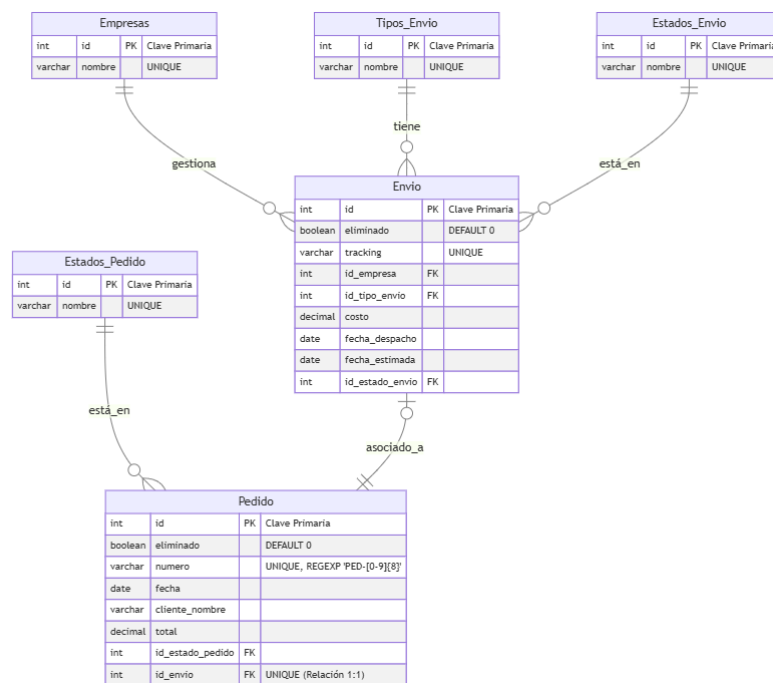 Empresas
int id PK Clave Primaria
varchar nombre UNIQUE
Tipos_Envio
int id PK Clave Primaria
varchar nombre UNIQUE
Estados_Envio
int id PK Clave Primaria
varchar nombre UNIQUE
gestiona
tiene
está_en
Envio
int id PK Clave Primaria
boolean eliminado DEFAULT 0
varchar tracking UNIQUE
int id_empresa FK
int id_tipo_envio FK
decimal costo
date fecha_despacho
date fecha_estimada
int id_estado_envio FK
Estados_Pedido
int id PK Clave Primaria
varchar nombre UNIQUE
está_en
asociado_a
Pedido
int id PK Clave Primaria
boolean eliminado DEFAULT 0
varchar numero UNIQUE, REGEXP 'PED-[0-9]{8}'
date fecha
varchar cliente_nombre
decimal total
int id_estado_pedido FK
int id_envio FK UNIQUE (Relación 1:1)